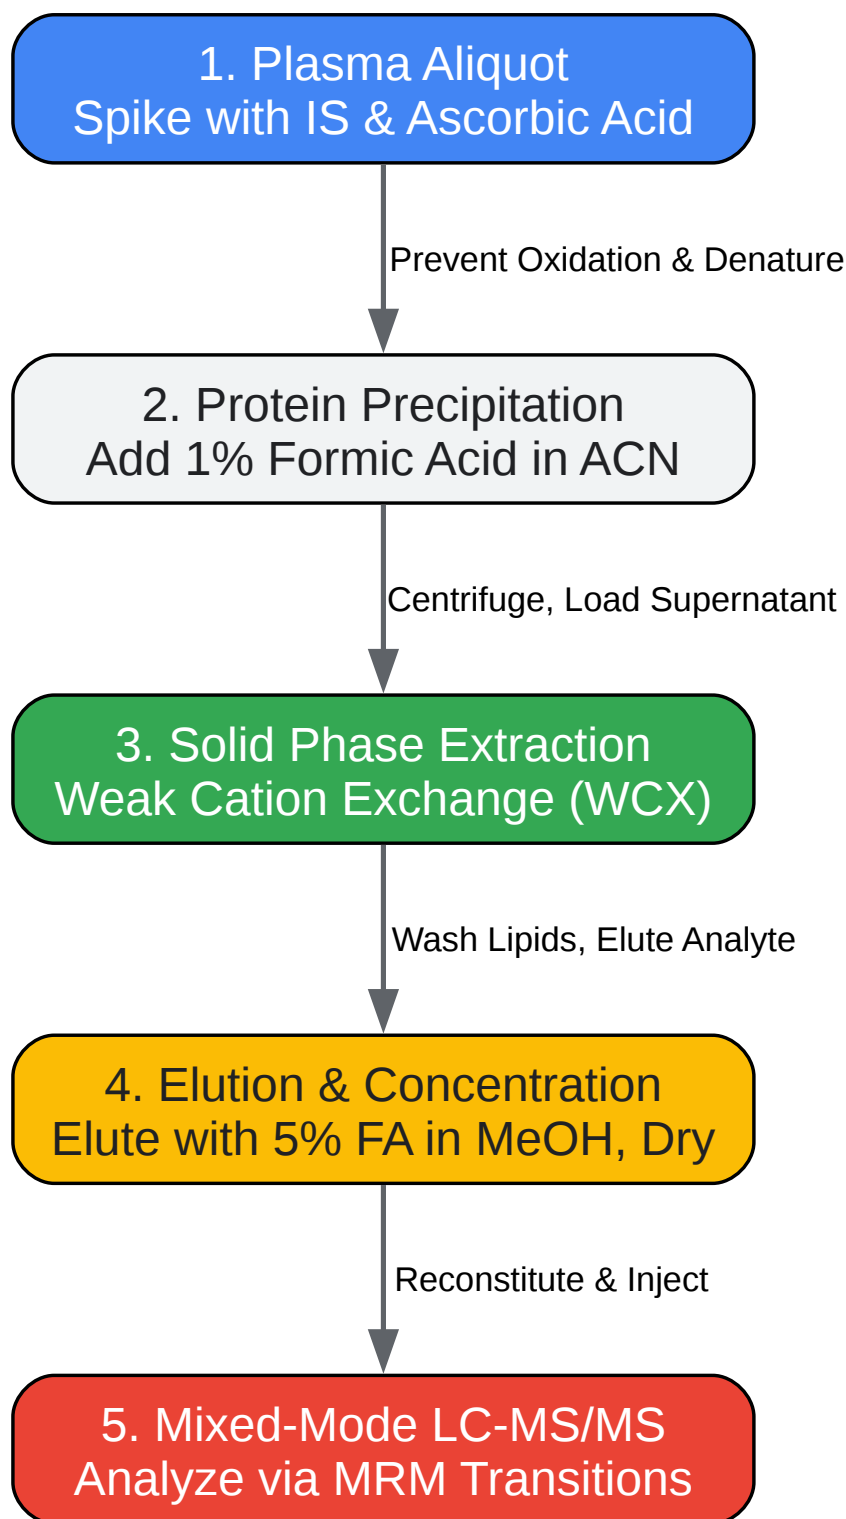 1. Plasma Aliquot
Spike with IS & Ascorbic Acid
Prevent Oxidation & Denature
2. Protein Precipitation
Add 1% Formic Acid in ACN
Centrifuge, Load Supernatant
3. Solid Phase Extraction
Weak Cation Exchange (WCX)
Wash Lipids, Elute Analyte
4. Elution & Concentration
Elute with 5% FA in MeOH, Dry
Reconstitute & Inject
5. Mixed-Mode LC-MS/MS
Analyze via MRM Transitions